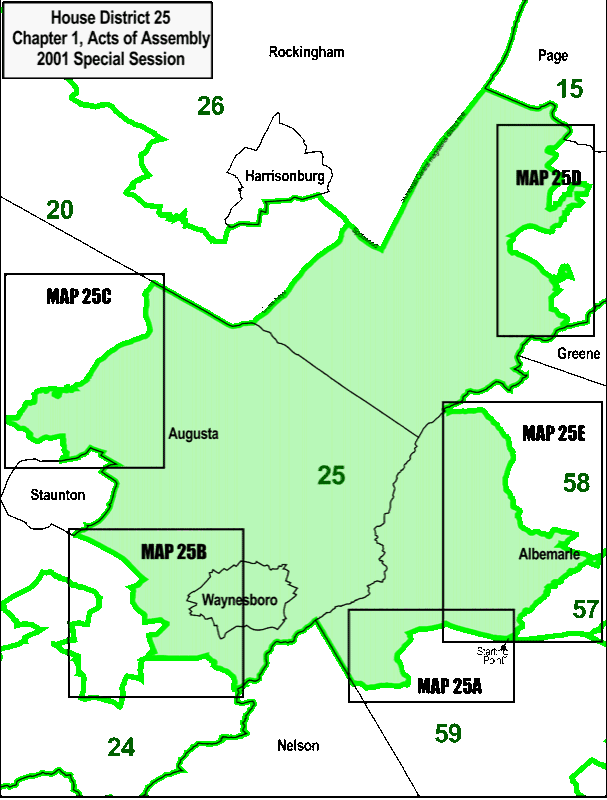 House District 25
Chapter 1, Acts of Assembly
2001 Special Session
Rockingham
Page
15
26
MAP 25D
Harrisonburg
20
MAP 25C
Greene
Augusta
MAP 25E
25
58
Staunton
MAP 25B
Albemarle
Waynesboro
57
Start
Point
MAP 25A
59
24
Nelson